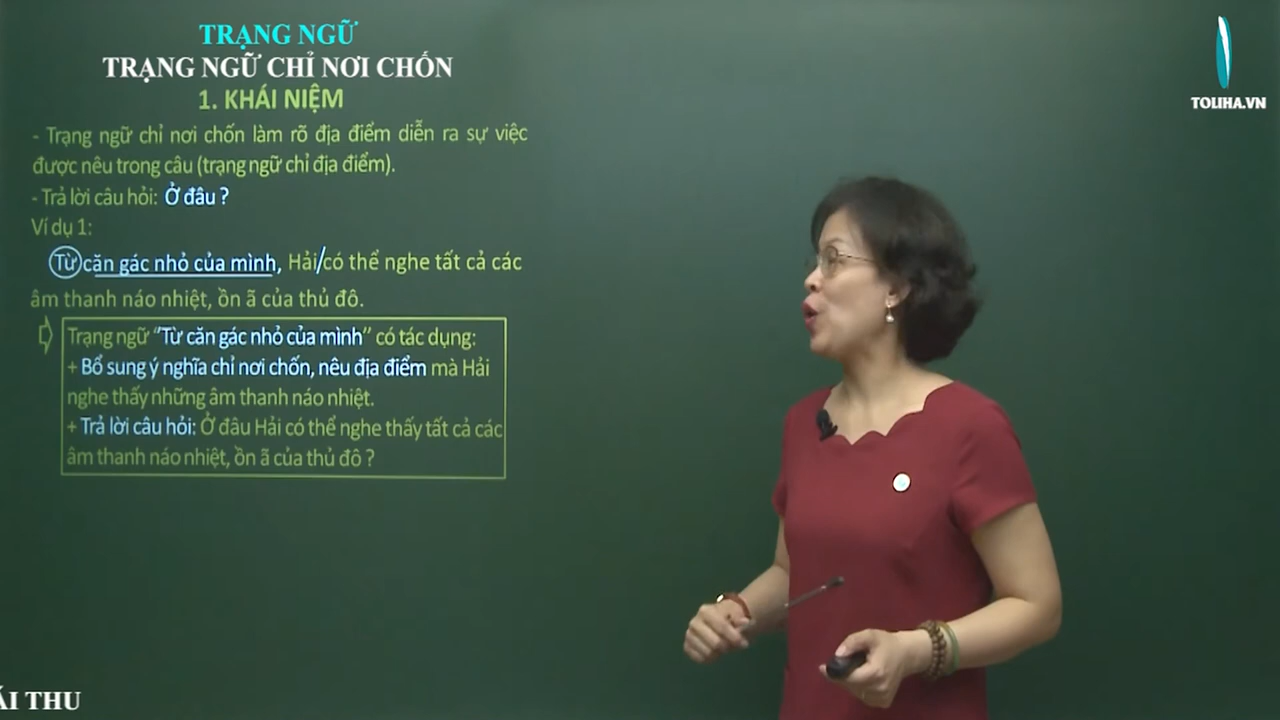 TRẠNG NGỮ
TRẠNG NGỮ CHỈ NƠI CHỐN
1. KHÁI NIỆM
- Trạng ngữ chỉ nơi chốn làm rõ địa điểm diễn ra sự việc
được nêu trong câu (trạng ngữ chỉ địa điểm).
- Trả lời câu hỏi: Ở đâu ?
Ví dụ 1:
Từ căn gác nhỏ của mình, Hải/có thể nghe tất cả các
âm thanh náo nhiệt, ồn ã của thủ đô.
Trạng ngữ “Từ căn gác nhỏ của mình” có tác dụng:
+ Bổ sung ý nghĩa chỉ nơi chốn, nêu địa điểm mà Hải
nghe thấy những âm thanh náo nhiệt.
+ Trả lời câu hỏi: Ở đâu Hải có thể nghe thấy tất cả các
âm thanh náo nhiệt, ồn ã của thủ đô ?
TOLIHA.VN
ÁI THU